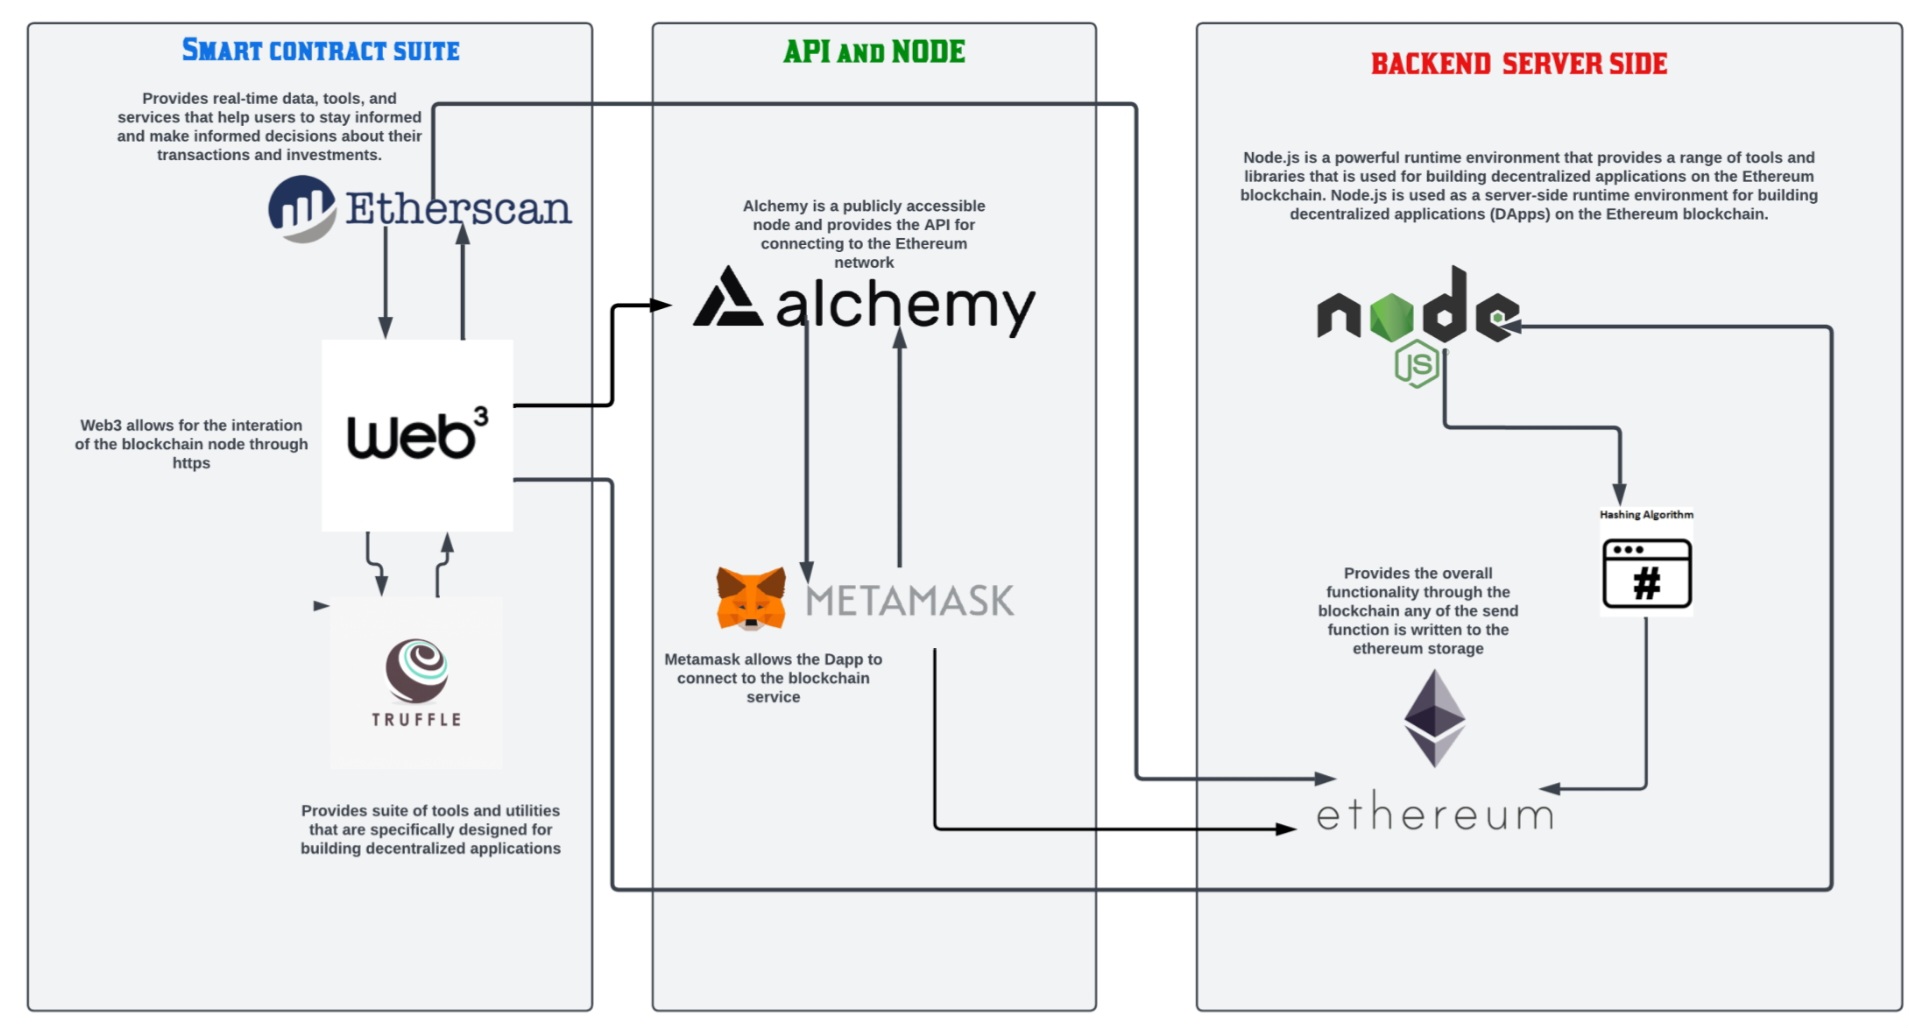 SMART CONTRACT SUITE
Provides real-time data, tools, and
services that help users to stay informed
and make informed decisions about their
transactions and investments.
Etherscan
Web3 allows for the interation
of the blockchain node through
https
web3
TRUFFLE
Provides suite of tools and utilities
that are specifically designed for
building decentralized applications
API AND NODE
Alchemy is a publicly accessible
node and provides the API for
connecting to the Ethereum
network
alchemy
METAMASK
Metamask allows the Dapp to
connect to the blockchain
service
BACKEND SERVER SIDE
Node.js is a powerful runtime environment that provides a range of tools and
libraries that is used for building decentralized applications on the Ethereum
blockchain. Node.js is used as a server-side runtime environment for building
decentralized applications (DApps) on the Ethereum blockchain.
node
JS
Hashing Algorithm
#
Provides the overall
functionality through the
blockchain any of the send
function is written to the
ethereum storage
ethereum